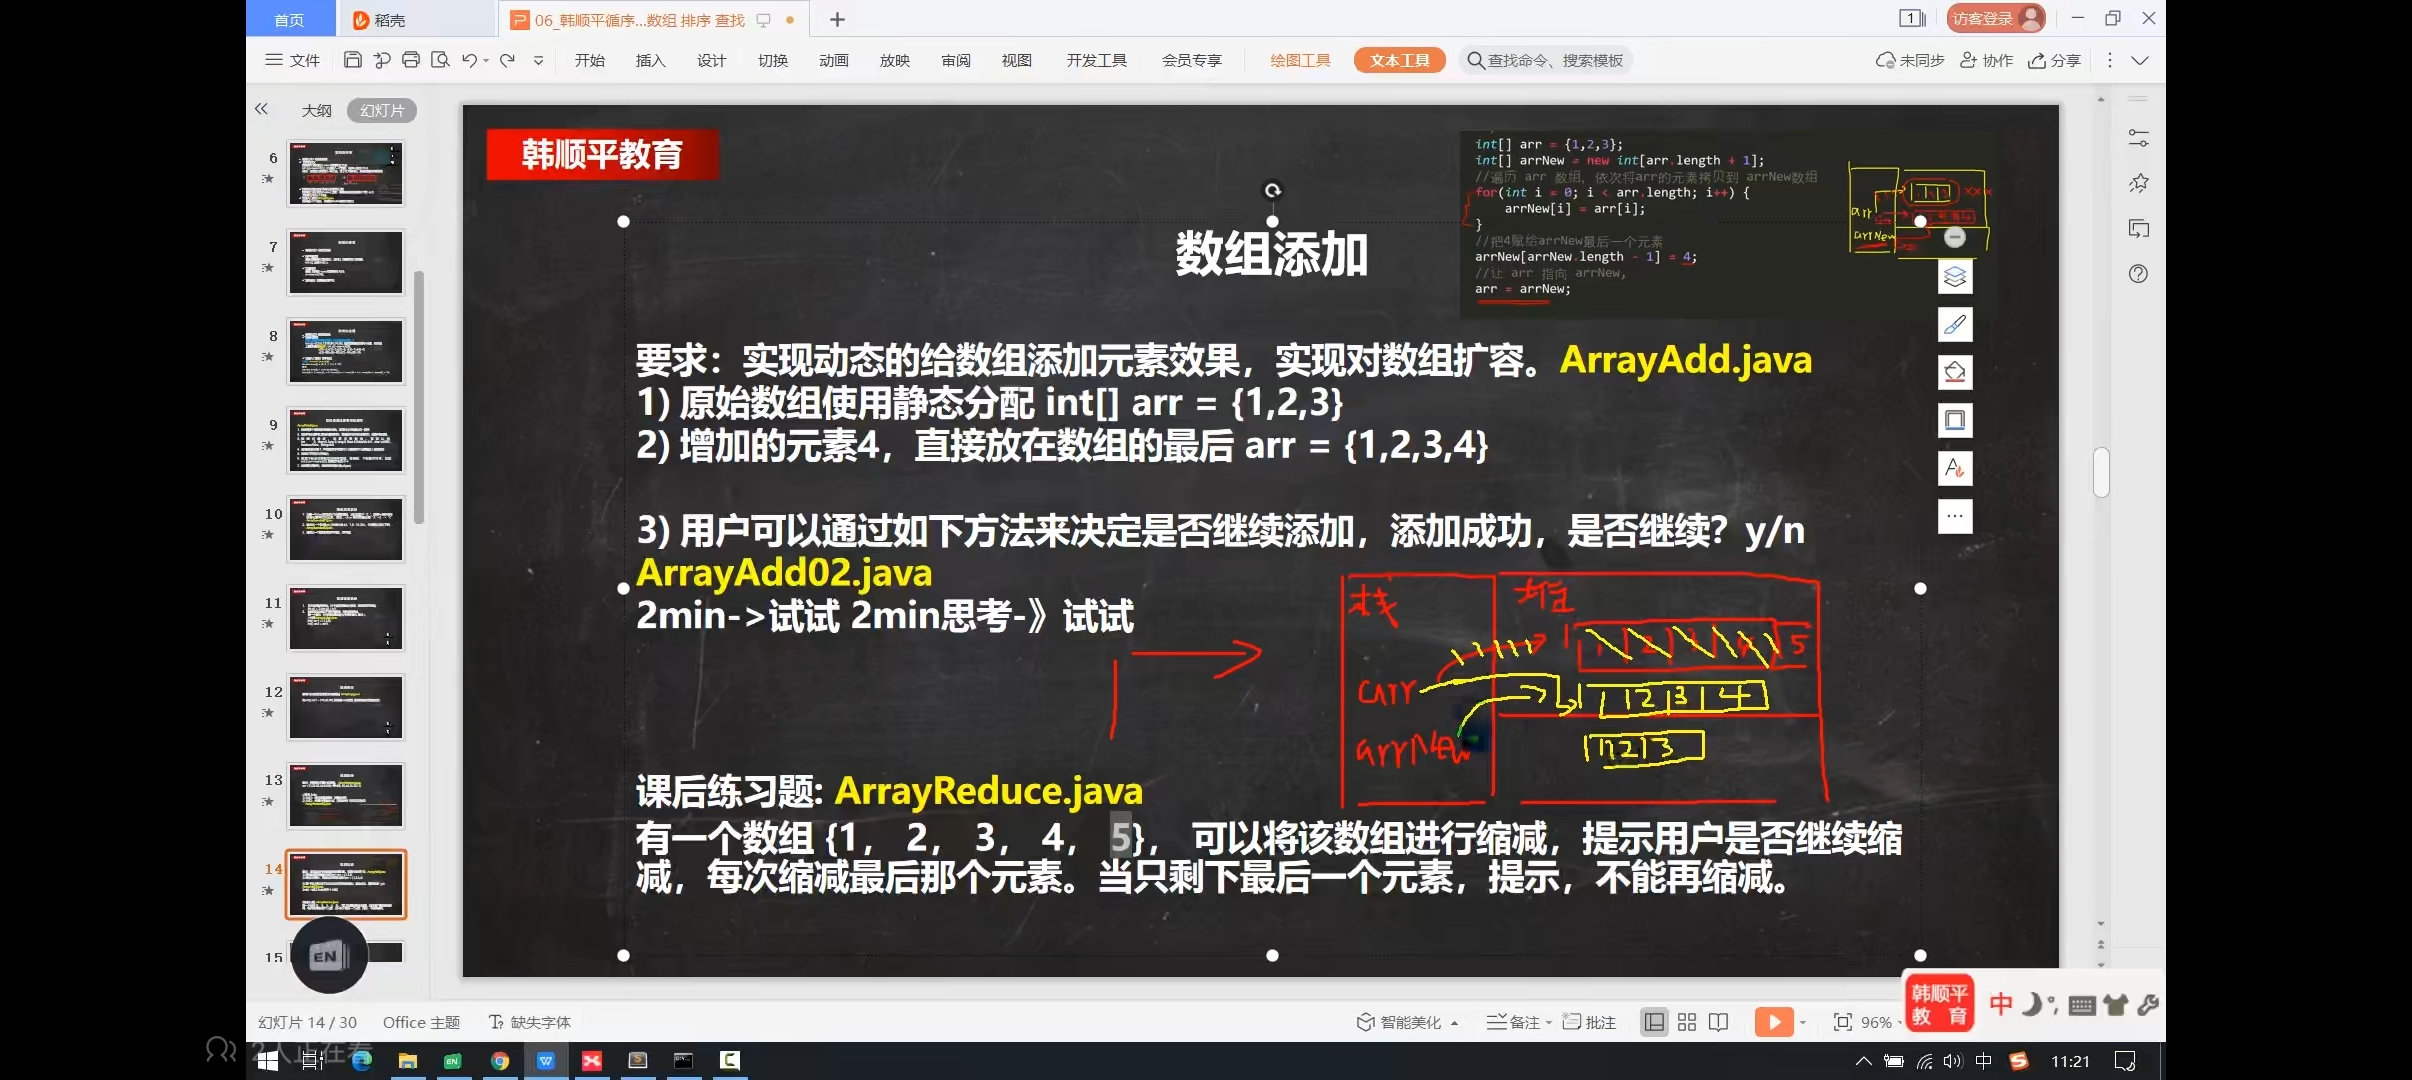 首页
稻壳
06_韩顺平循序...数组 排序 查找
1
访客登录
文件
开始
插入
设计
切换
动画
放映
审阅
视图
开发工具
会员专享
绘图工具
文本工具
查找命令、搜索模板
未同步
协作
分享
大纲
幻灯片
6
7
8
9
10
11
12
13
14
15
韩顺平教育
int[] arr = {1,2,3};
int[] arrNew = new int[arr.length + 1];
//遍历 arr 数组，依次将arr的元素拷贝到 arrNew数组
for(int i = 0; i < arr.length; i++) {
arrNew[i] = arr[i];
}
//把4赋给arrNew最后一个元素
arrNew[arrNew.length - 1] = 4;
//让 arr 指向 arrNew,
arr = arrNew;
arr
arrNew
数组添加
要求：实现动态的给数组添加元素效果，实现对数组扩容。ArrayAdd.java
1) 原始数组使用静态分配 int[] arr = {1,2,3}
2) 增加的元素4，直接放在数组的最后 arr = {1,2,3,4}
3) 用户可以通过如下方法来决定是否继续添加，添加成功，是否继续？y/n
ArrayAdd02.java
2min->试试 2min思考-》试试
栈
堆
1 2 3 4 5
arr
1 2 3 4
arrNew
1 2 3
课后练习题: ArrayReduce.java
有一个数组 {1， 2， 3， 4， 5}， 可以将该数组进行缩减，提示用户是否继续缩
减，每次缩减最后那个元素。当只剩下最后一个元素，提示，不能再缩减。
EN
韩顺平
教 育
中
幻灯片 14 / 30
Office 主题
缺失字体
智能美化
备注
批注
96%
2人正在看
中
11:21